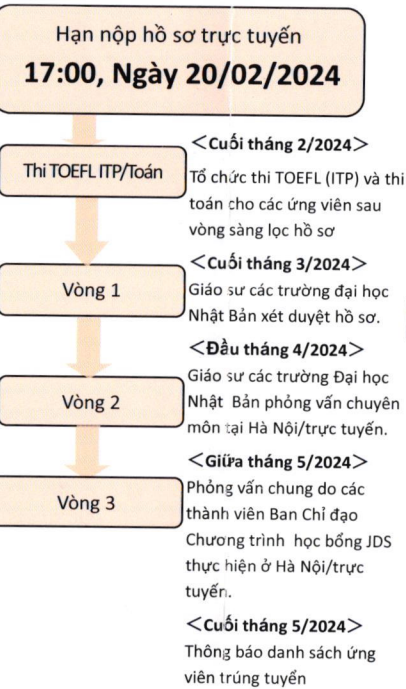 Hạn nộp hồ sơ trực tuyến
17:00, Ngày 20/02/2024
<Cuối tháng 2/2024>
Thi TOEFL ITP/Toán
Tổ chức thi TOEFL (ITP) và thi
toán cho các ứng viên sau
vòng sàng lọc hồ sơ
<Cuối tháng 3/2024>
Vòng 1
Giáo sư các trường đại học
Nhật Bản xét duyệt hồ sơ.
<Đầu tháng 4/2024>
Vòng 2
Giáo sư các trường Đại học
Nhật Bản phỏng vấn chuyên
môn tại Hà Nội/trực tuyến.
<Giữa tháng 5/2024>
Vòng 3
Phỏng vấn chung do các
thành viên Ban Chỉ đạo
Chương trình học bổng JDS
thực hiện ở Hà Nội/trực
tuyến.
<Cuối tháng 5/2024>
Thông báo danh sách ứng
viên trúng tuyển